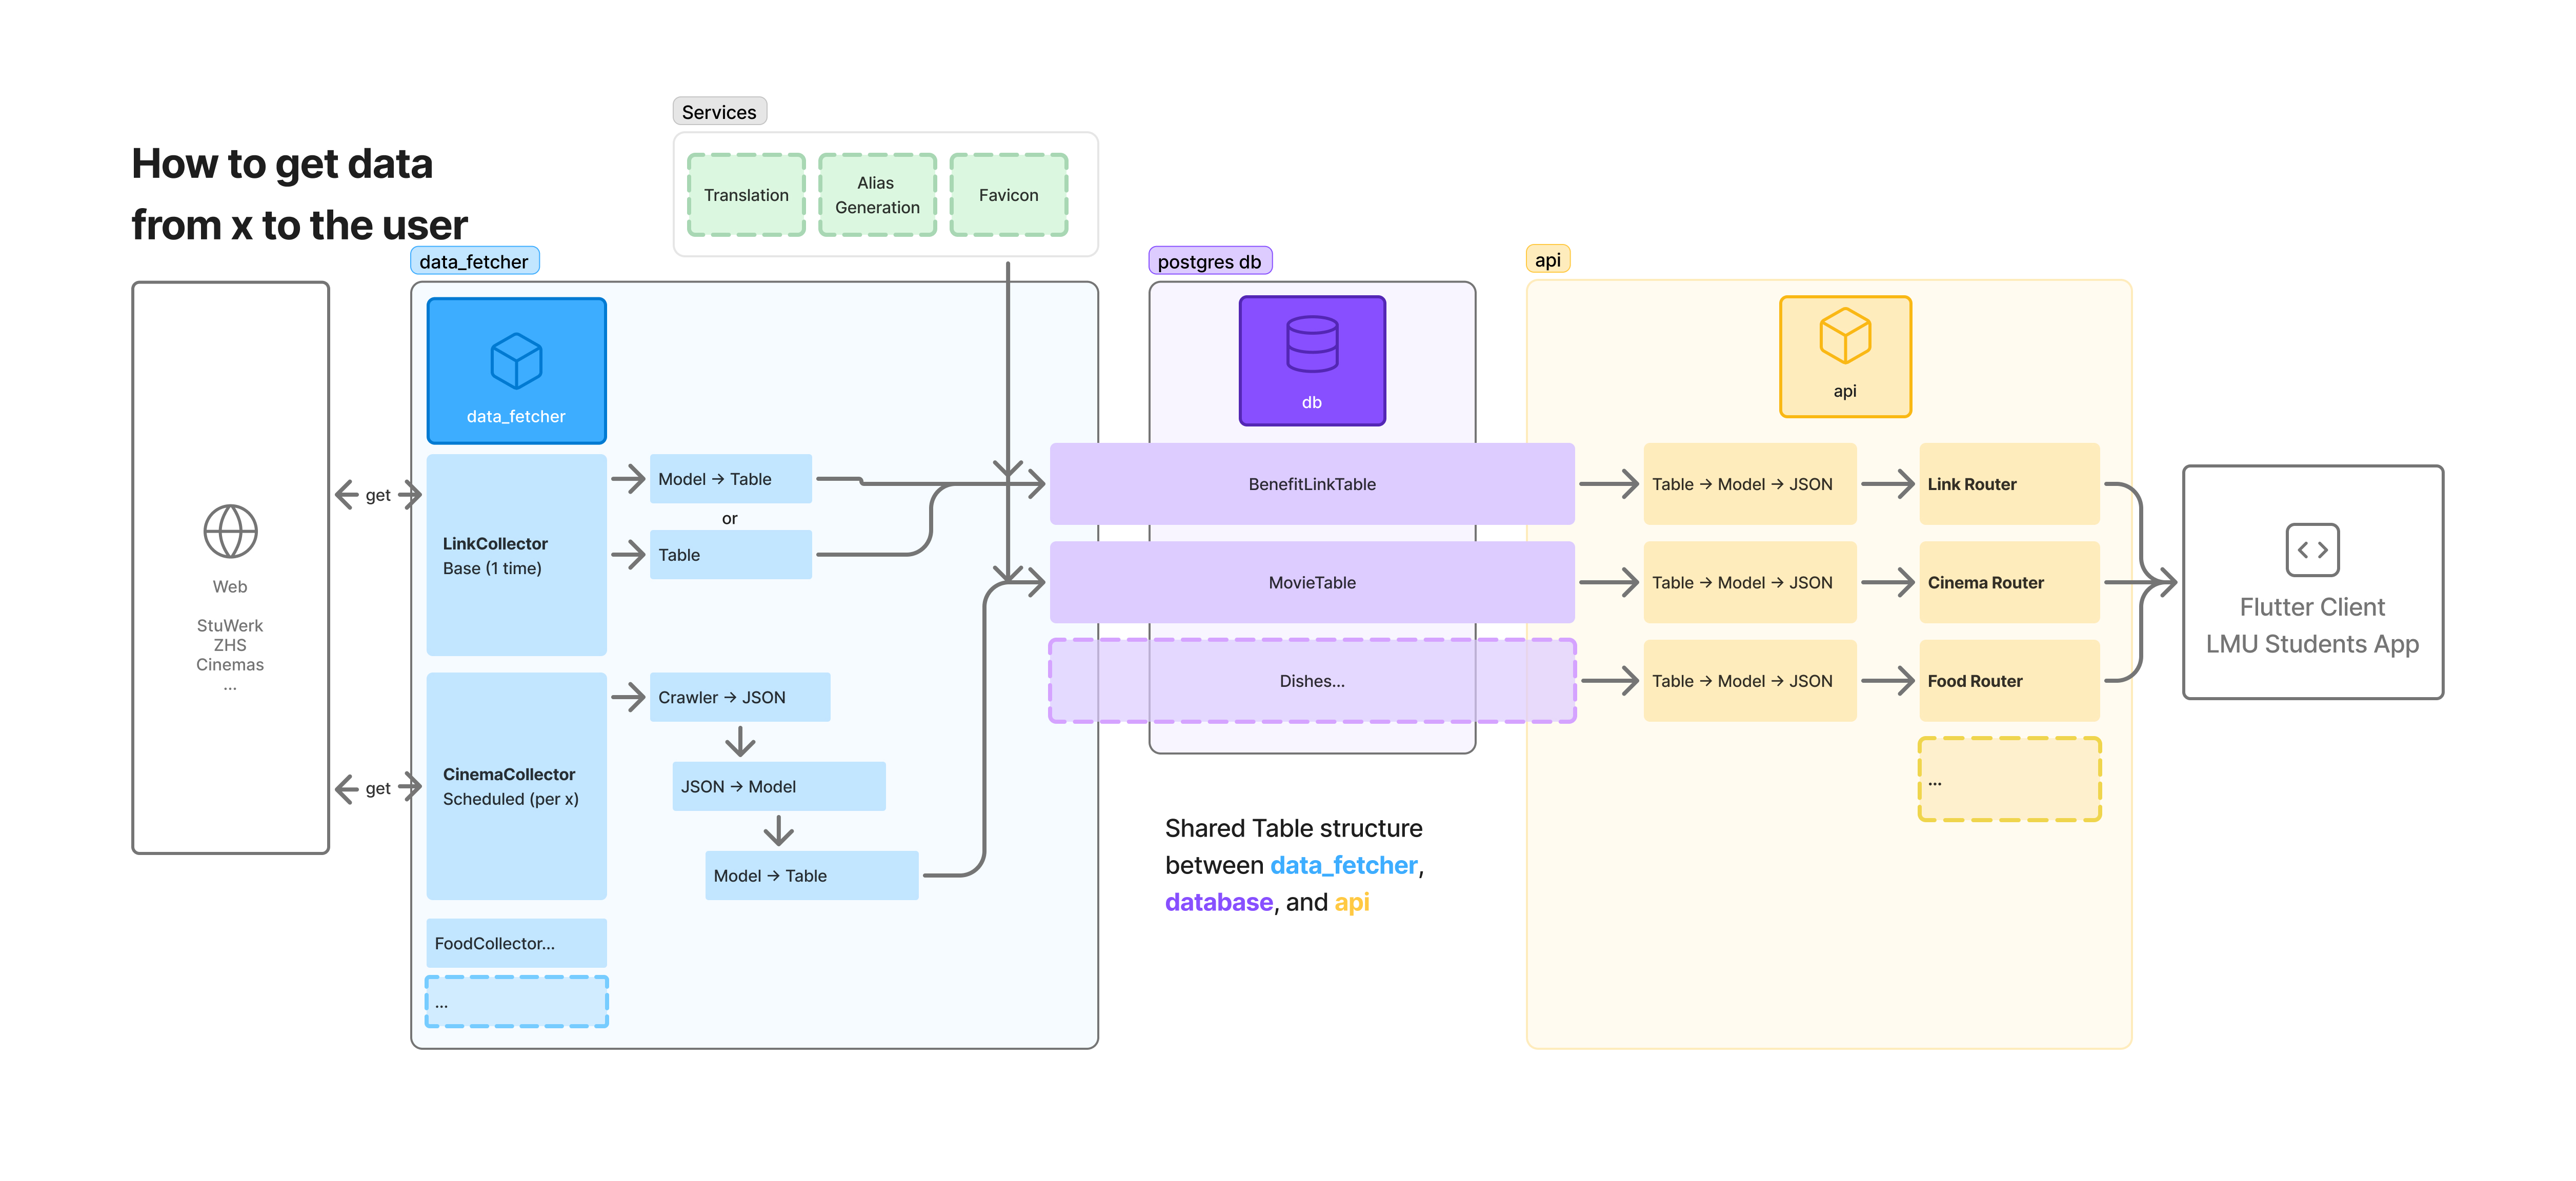 How to get data
from x to the user
Services
Translation
Alias
Generation
Favicon
data_fetcher
postgres db
api
Web
StuWerk
ZHS
Cinemas
...
get
get
data_fetcher
LinkCollector
Base (1 time)
Model → Table
or
Table
CinemaCollector
Scheduled (per x)
Crawler → JSON
JSON → Model
Model → Table
FoodCollector...
...
db
BenefitLinkTable
MovieTable
Dishes...
Shared Table structure
between data_fetcher,
database, and api
api
Table → Model → JSON
Link Router
Table → Model → JSON
Cinema Router
Table → Model → JSON
Food Router
...
Flutter Client
LMU Students App